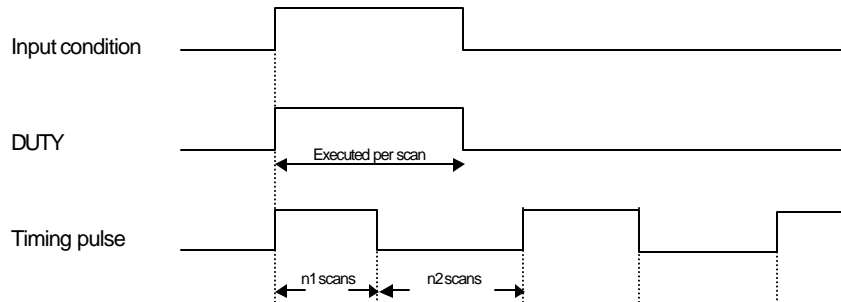 Input condition
DUTY
Executed per scan
Timing pulse
n1 scans
n2 scans